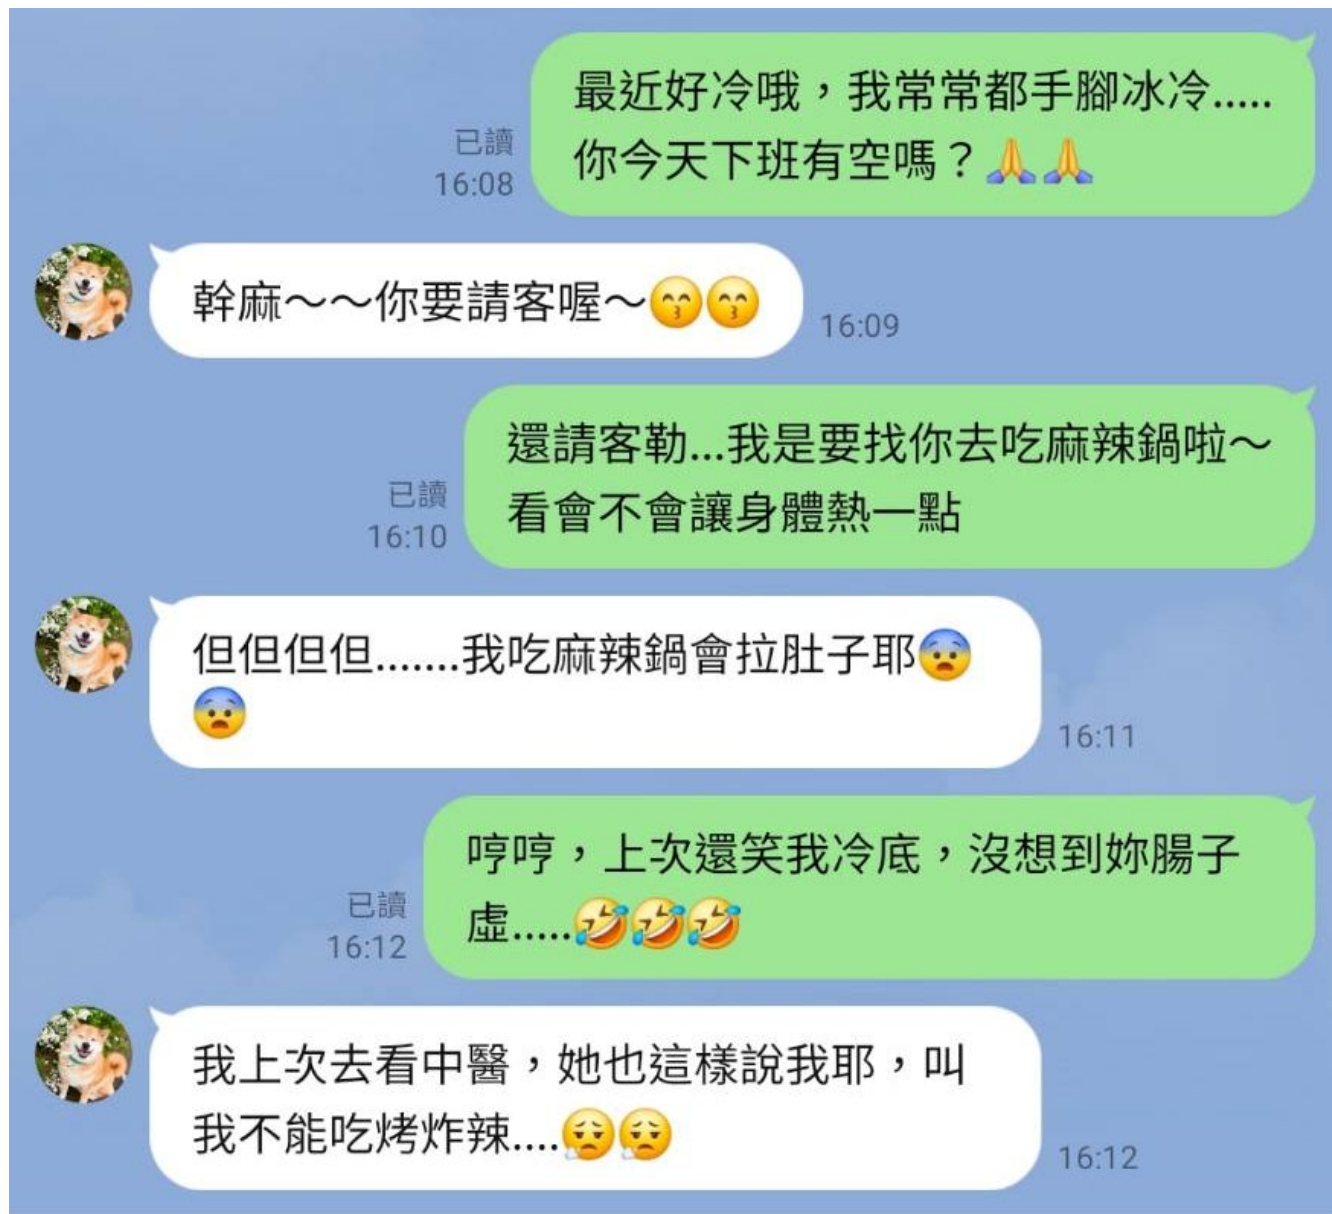 最近好冷哦，我常常都手腳冰冷.....
你今天下班有空嗎？🙏🙏
已讀
16:08
幹麻～～你要請客喔～😙😙
16:09
還請客勒...我是要找你去吃麻辣鍋啦～
看會不會讓身體熱一點
已讀
16:10
但但但但.......我吃麻辣鍋會拉肚子耶😨
😨
16:11
哼哼，上次還笑我冷底，沒想到妳腸子
虛.....🤣🤣🤣
已讀
16:12
我上次去看中醫，她也這樣說我耶，叫
我不能吃烤炸辣....😮‍💨😮‍💨
16:12